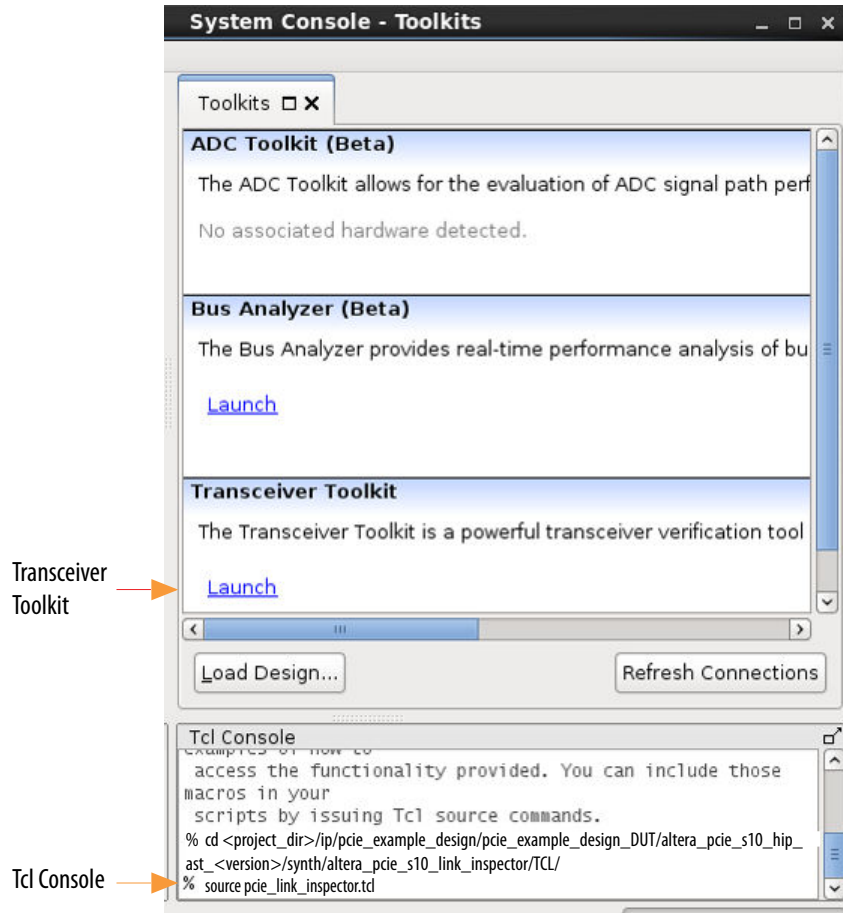 System Console - Toolkits
Toolkits
ADC Toolkit (Beta)
The ADC Toolkit allows for the evaluation of ADC signal path perf
No associated hardware detected.
Bus Analyzer (Beta)
The Bus Analyzer provides real-time performance analysis of bu
Launch
Transceiver Toolkit
The Transceiver Toolkit is a powerful transceiver verification tool
Transceiver
Toolkit
Launch
Load Design...
Refresh Connections
Tcl Console
examples of how to
access the functionality provided. You can include those
macros in your
scripts by issuing Tcl source commands.
% cd <project_dir>/ip/pcie_example_design/pcie_example_design_DUT/altera_pcie_s10_hip_
ast_<version>/synth/altera_pcie_s10_link_inspector/TCL/
Tcl Console
% source pcie_link_inspector.tcl